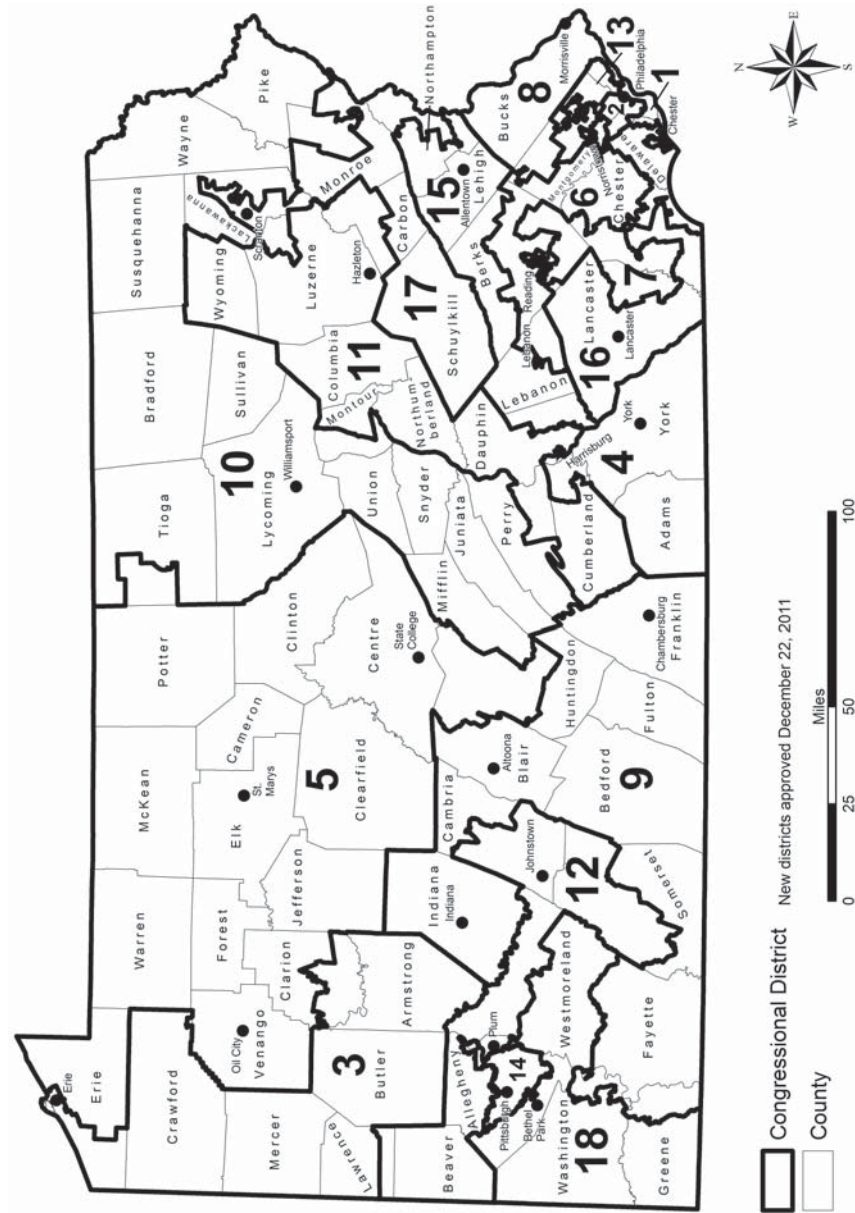 Erie
Erie
Crawford
Mercer
Lawrence
Beaver
Allegheny
Pittsburgh
Bethel
Park
Plum
14
Washington
18
Greene
Butler
3
Oil City
Venango
Warren
Forest
Clarion
Armstrong
Jefferson
Indiana
Indiana
Westmoreland
Fayette
McKean
Elk
St.
Marys
Cameron
5
Clearfield
Cambria
Johnstown
12
Somerset
Altoona
Blair
Bedford
9
Potter
Clinton
Centre
State
College
Huntingdon
Fulton
Chambersburg
Franklin
Tioga
10
Lycoming
Williamsport
Union
Snyder
Mifflin
Juniata
Perry
Cumberland
Adams
Bradford
Sullivan
Columbia
11
Montour
Northum
berland
Dauphin
Harrisburg
4
York
York
Susquehanna
Wyoming
Lackawanna
Scranton
Luzerne
Hazleton
17
Schuylkill
Lebanon
Lebanon
16
Lancaster
Lancaster
Wayne
Pike
Monroe
Carbon
Northampton
15
Allentown
Lehigh
Berks
Reading
7
Bucks
8
Morrisville
Montgomery
Norristown
6
Chester
Delaware
2
13
Philadelphia
1
Chester
N
E
S
W
Congressional District
County
New districts approved December 22, 2011
0
25
50
100
Miles